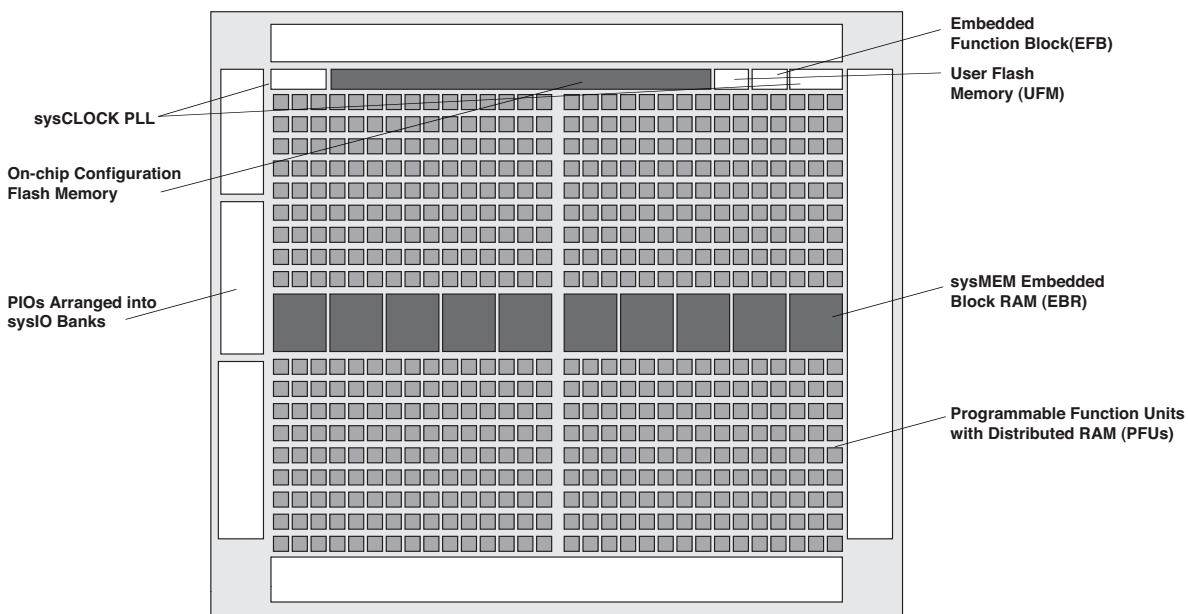 Embedded
Function Block(EFB)
User Flash
Memory (UFM)
sysCLOCK PLL
On-chip Configuration
Flash Memory
PIOs Arranged into
sysIO Banks
sysMEM Embedded
Block RAM (EBR)
Programmable Function Units
with Distributed RAM (PFUs)